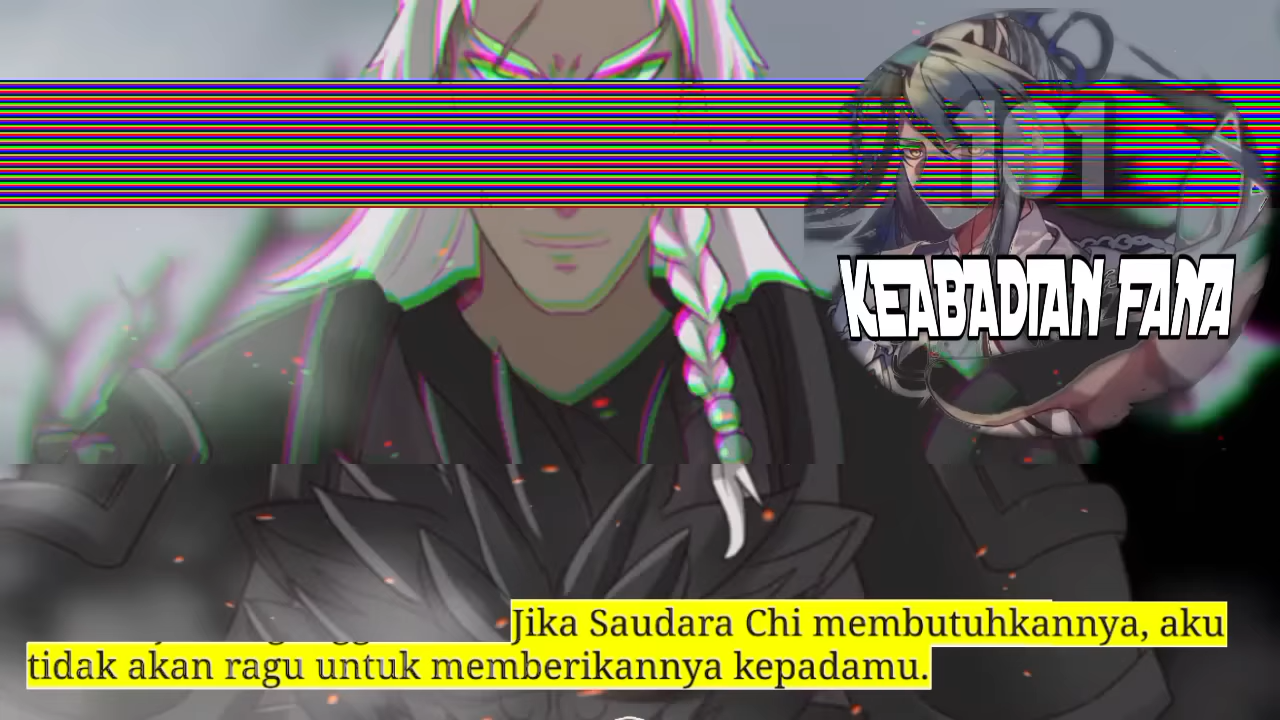 101
KEABADIAN FANA
Jika Saudara Chi membutuhkannya, aku
tidak akan ragu untuk memberikannya kepadamu.